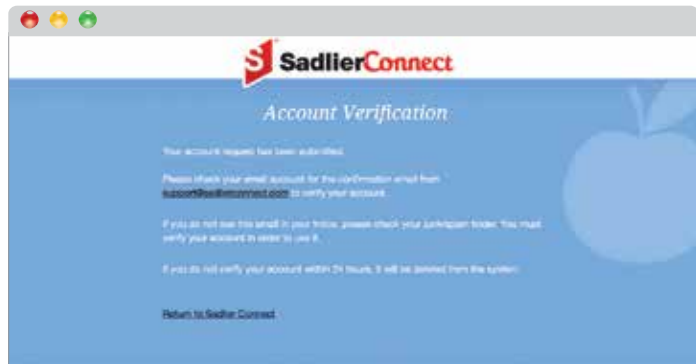 S SadlierConnect
Account Verification
Your account request has been submitted.
Please check your email account for the confirmation email from
support@sadlierconnect.com to verify your account.
If you do not see this email in your inbox, please check your junk/spam folder. You must
verify your account in order to use it.
If you do not verify your account within 24 hours, it will be deleted from the system.
Return to Sadlier Connect